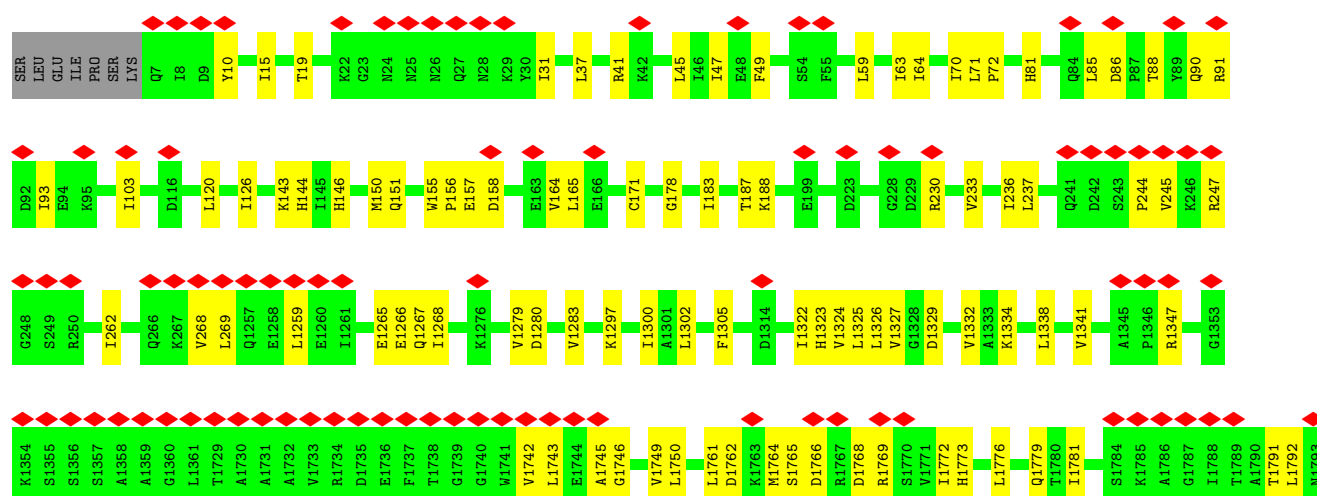 SER LEU GLU ILE PRO SER LYS Q7 I8 D9 Y10 I15 T19 K22 G23 N24 N25 N26 Q27 N28 K29 Y30 I31 L37 R41 K42 L45 I46 I47 E48 F49 S54 F55 L59 I63 I64 I70 L71 P72 H81 Q84 L85 D86 P87 T88 Y89 Q90 R91
D92 I93 E94 K95 I103 D116 L120 I126 K143 H144 I145 H146 M150 Q151 W155 P156 E157 D158 E163 V164 L165 E166 C171 G178 I183 T187 K188 E199 D223 G228 D229 R230 V233 I236 L237 Q241 D242 S243 P244 V245 K246 R247
G248 S249 R250 I262 Q266 K267 V268 L269 Q1257 E1258 L1259 E1260 I1261 E1265 E1266 Q1267 I1268 K1276 V1279 D1280 V1283 K1297 I1300 A1301 L1302 F1305 D1314 I1322 H1323 V1324 L1325 L1326 V1327 G1328 D1329 V1332 A1333 K1334 L1338 V1341 A1345 P1346 R1347 G1353
K1354 S1355 S1356 S1357 A1358 A1359 G1360 L1361 T1729 A1730 A1731 A1732 V1733 R1734 D1735 E1736 F1737 T1738 G1739 G1740 W1741 V1742 L1743 E1744 A1745 G1746 V1749 L1750 L1761 D1762 K1763 M1764 S1765 D1766 R1767 D1768 R1769 S1770 V1771 I1772 H1773 L1776 Q1779 T1780 I1781 S1784 K1785 A1786 G1787 I1788 T1789 A1790 T1791 L1792 N1793